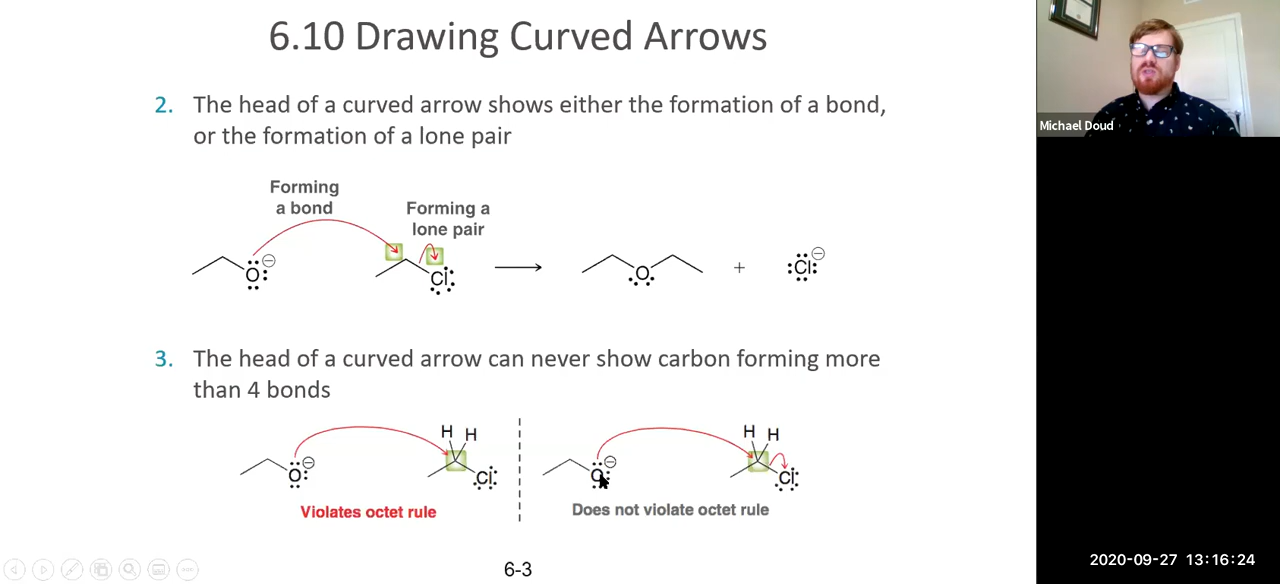 6.10 Drawing Curved Arrows
2. The head of a curved arrow shows either the formation of a bond,
or the formation of a lone pair
Forming
a bond
Forming a
lone pair
O
Cl
O
+
Cl
3. The head of a curved arrow can never show carbon forming more
than 4 bonds
H H
O
Cl
Violates octet rule
H H
O
Cl
Does not violate octet rule
6-3
Michael Doud
2020-09-27 13:16:24